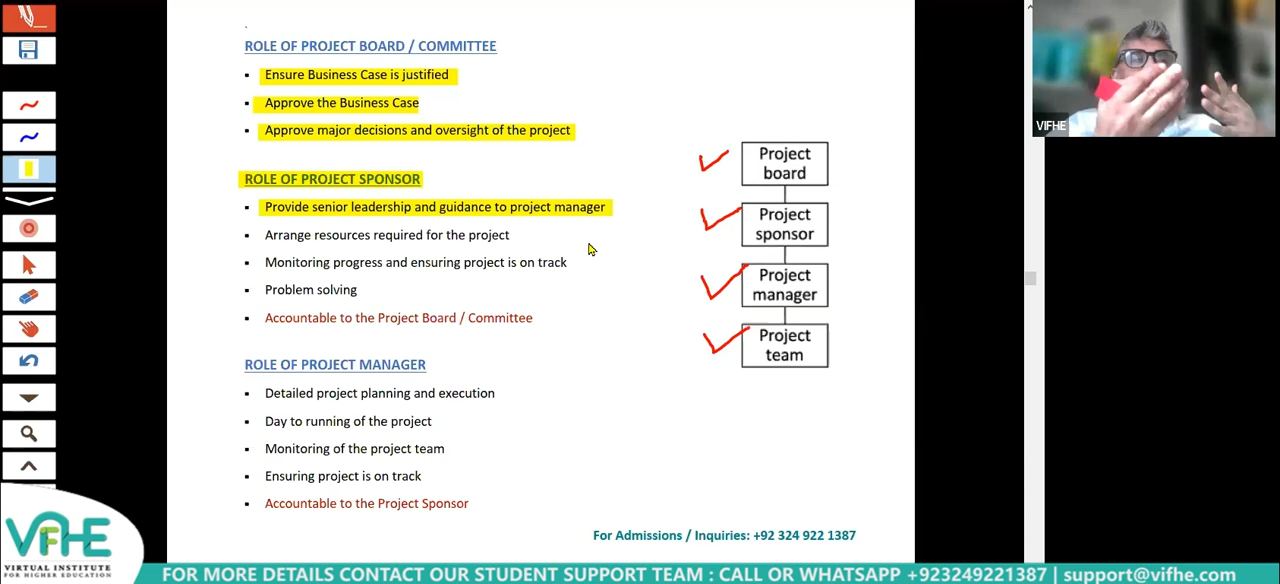 ROLE OF PROJECT BOARD / COMMITTEE
Ensure Business Case is justified
Approve the Business Case
Approve major decisions and oversight of the project
ROLE OF PROJECT SPONSOR
Provide senior leadership and guidance to project manager
Arrange resources required for the project
Monitoring progress and ensuring project is on track
Problem solving
Accountable to the Project Board / Committee
ROLE OF PROJECT MANAGER
Detailed project planning and execution
Day to running of the project
Monitoring of the project team
Ensuring project is on track
Accountable to the Project Sponsor
Project
board
Project
sponsor
Project
manager
Project
team
VIFHE
For Admissions / Inquiries: +92 324 922 1387
VIFHE
VIRTUAL INSTITUTE
FOR HIGHER EDUCATION
FOR MORE DETAILS CONTACT OUR STUDENT SUPPORT TEAM : CALL OR WHATSAPP +923249221387 | support@vifhe.com